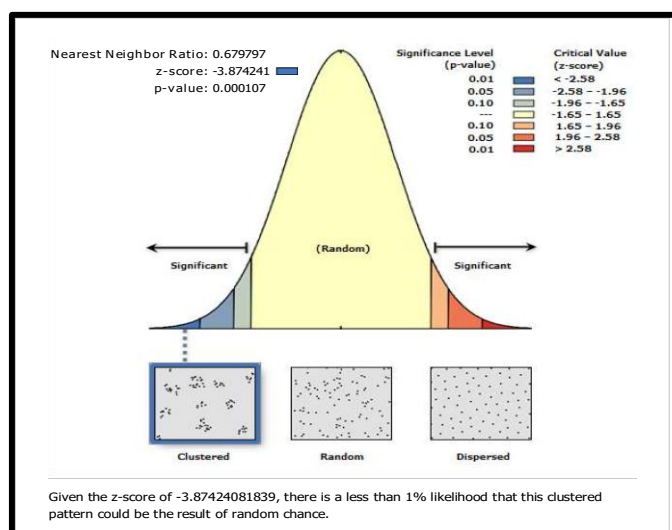 Nearest Neighbor Ratio: 0.679797
z-score: -3.874241
p-value: 0.000107
Significance Level
(p-value)
Critical Value
(z-score)
0.01 < -2.58
0.05 -2.58 - -1.96
0.10 -1.96 - -1.65
--- -1.65 - 1.65
0.10 1.65 - 1.96
0.05 1.96 - 2.58
0.01 > 2.58
Significant
(Random)
Significant
Clustered
Random
Dispersed
Given the z-score of -3.87424081839, there is a less than 1% likelihood that this clustered
pattern could be the result of random chance.